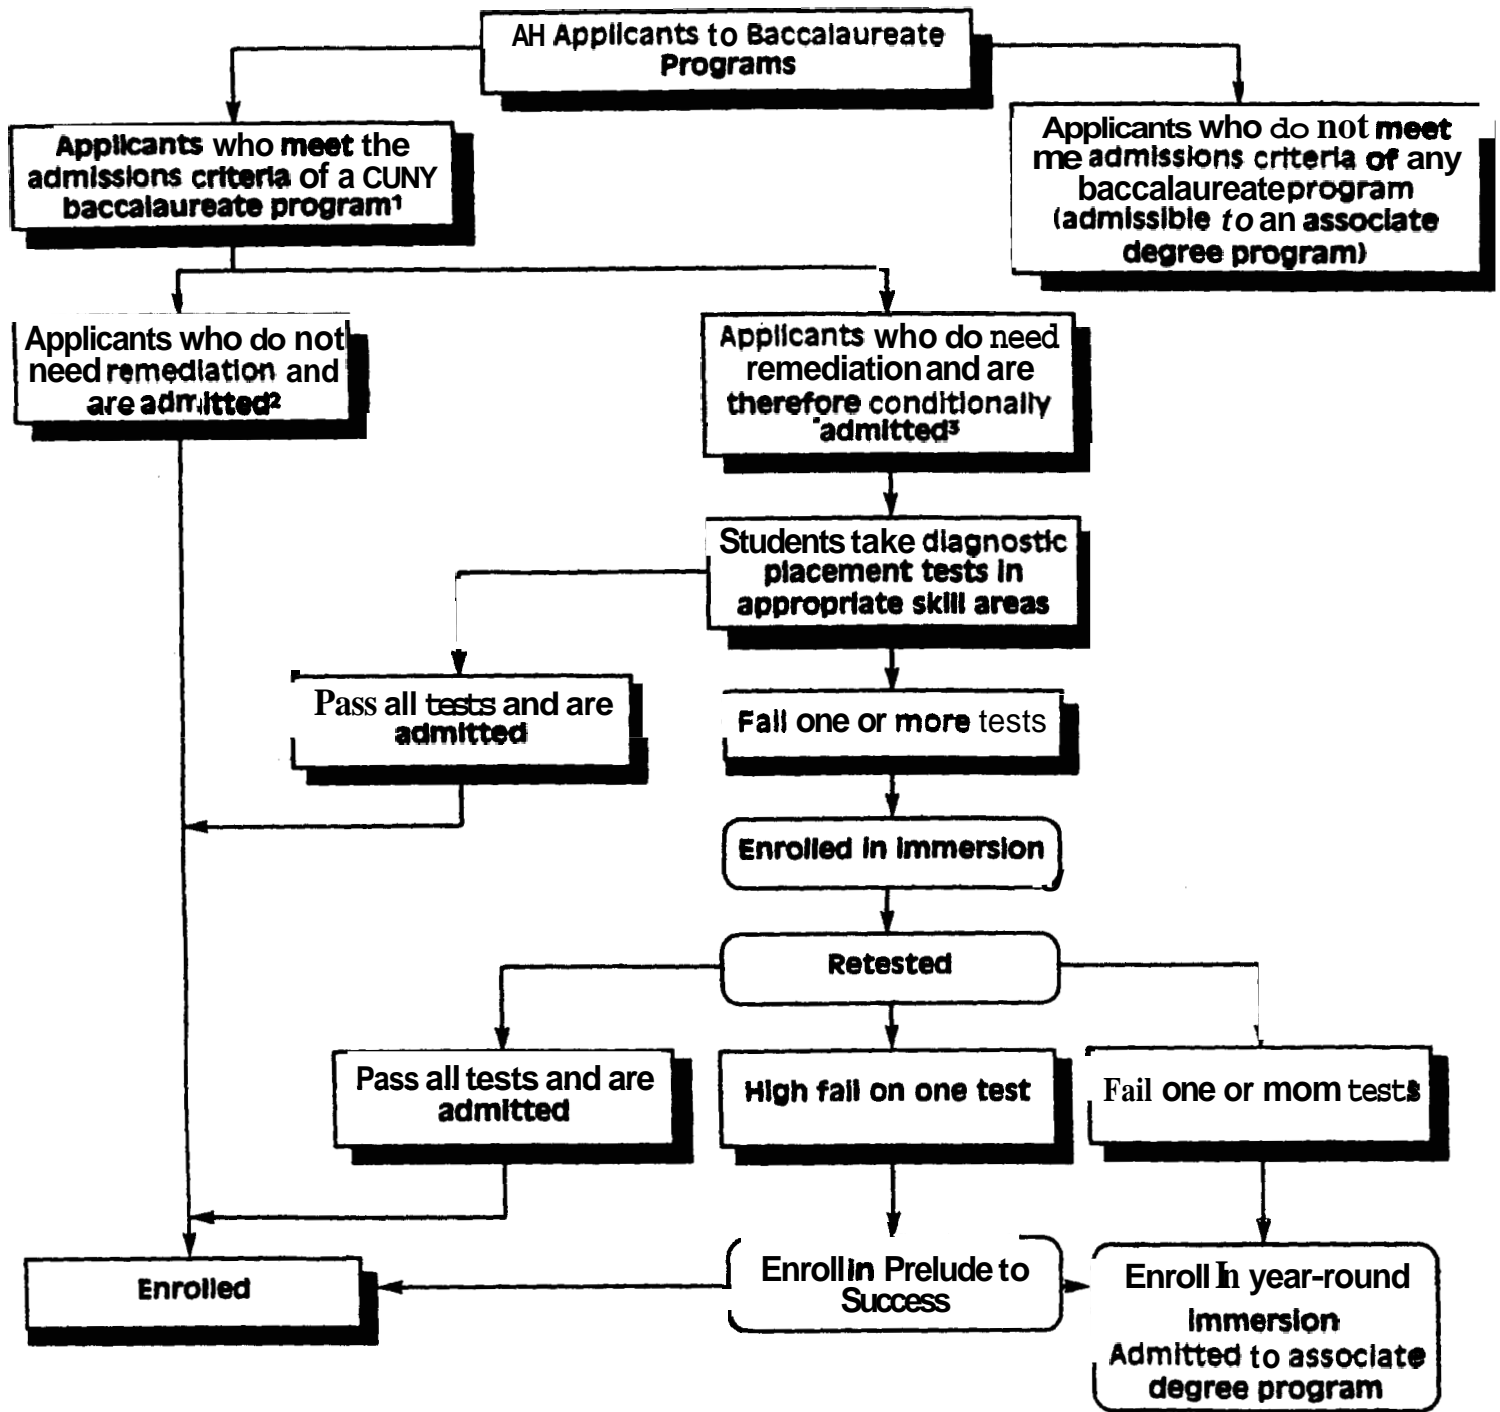 AH Applicants to Baccalaureate
Programs
Applicants who meet the
admissions criteria of a CUNY
baccalaureate program¹
Applicants who do not meet
me admissions criteria of any
baccalaureate program
(admissible to an associate
degree program)
Applicants who do not
need remediation and
are admitted²
Applicants who do need
remediation and are
therefore conditionally
admitted³
Students take diagnostic
placement tests in
appropriate skill areas
Pass all tests and are
admitted
Fail one or more tests
Enrolled in immersion
Retested
Pass all tests and are
admitted
High fail on one test
Fail one or mom tests
Enrolled
Enroll in Prelude to
Success
Enroll In year-round
immersion
Admitted to associate
degree program